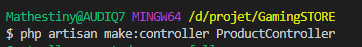 Mathestiny@AUDIQ7 MINGW64 /d/projet/GamingSTORE
$ php artisan make:controller ProductController